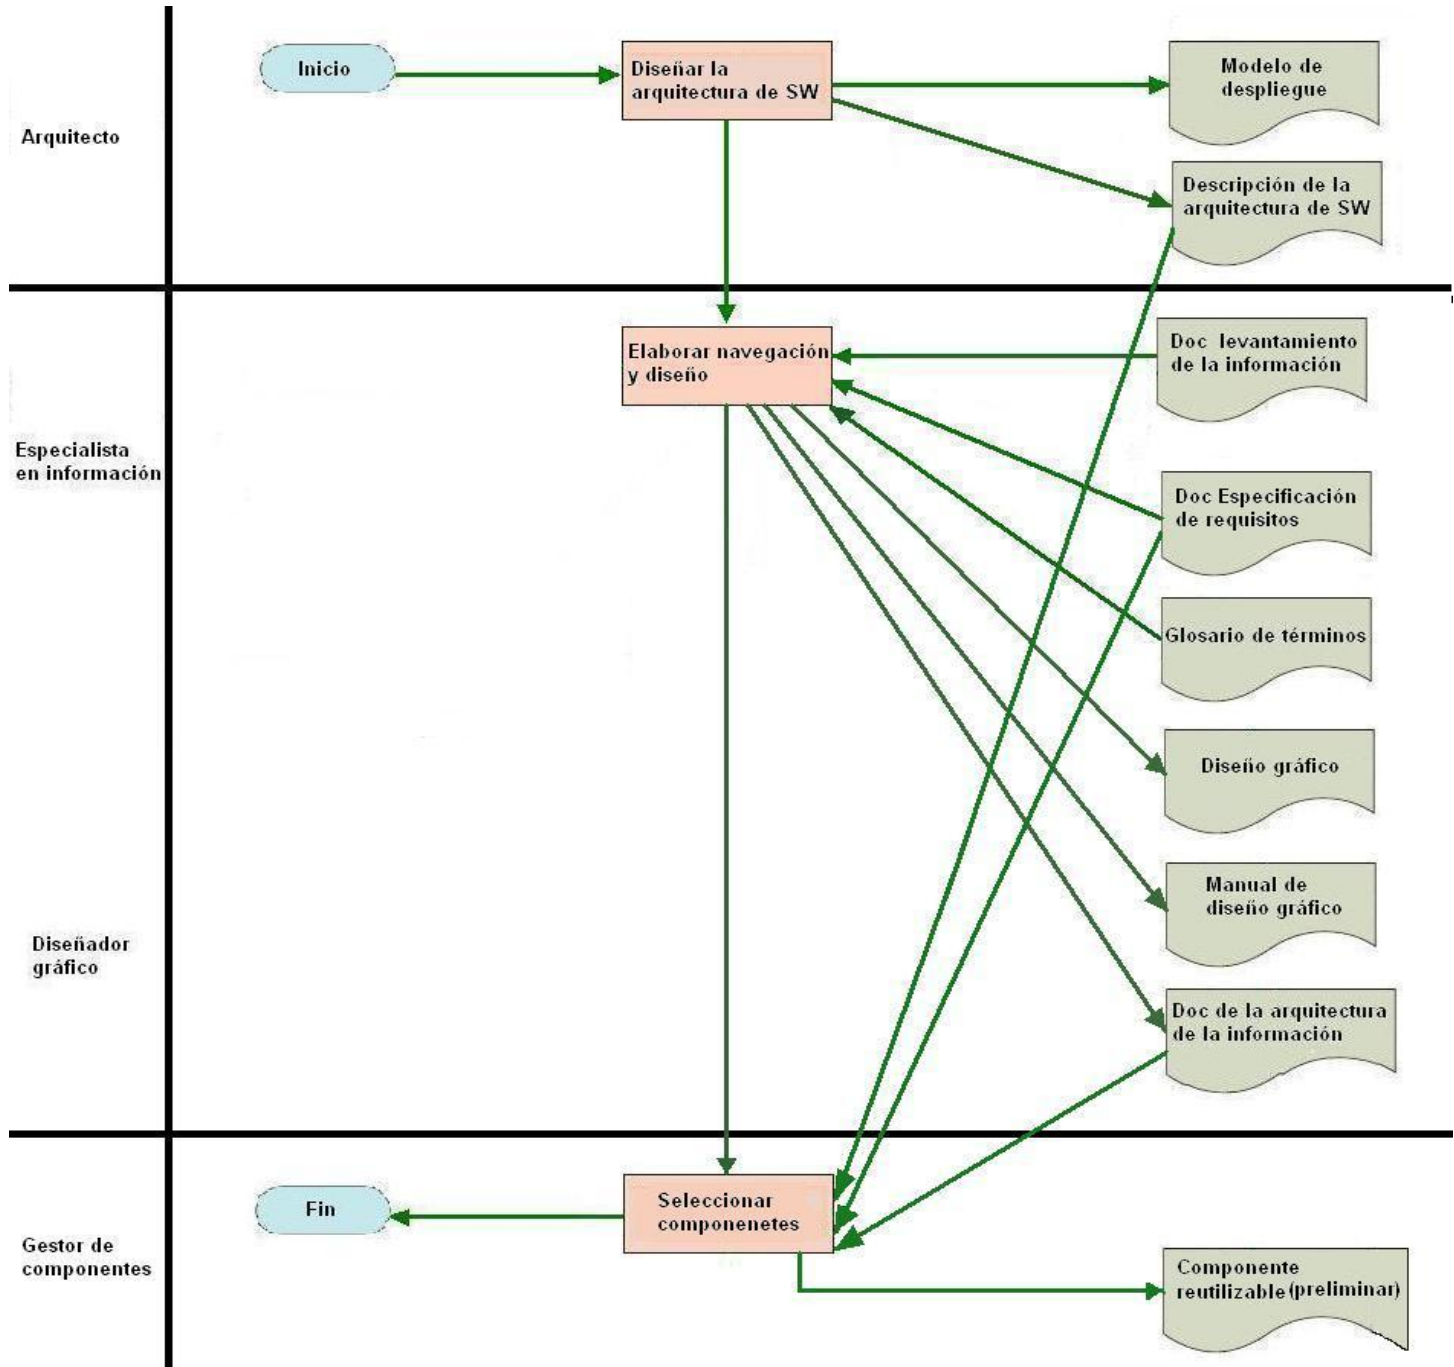 Inicio
Diseñar la
arquitectura de SW
Modelo de
despliegue
Arquitecto
Descripción de la
arquitectura de SW
Elaborar navegación
y diseño
Doc levantamiento
de la información
Especialista
en información
Doc Especificación
de requisitos
Glosario de términos
Diseño gráfico
Manual de
diseño gráfico
Diseñador
gráfico
Doc de la arquitectura
de la información
Fin
Seleccionar
componenetes
Gestor de
componentes
Componente
reutilizable(preliminar)